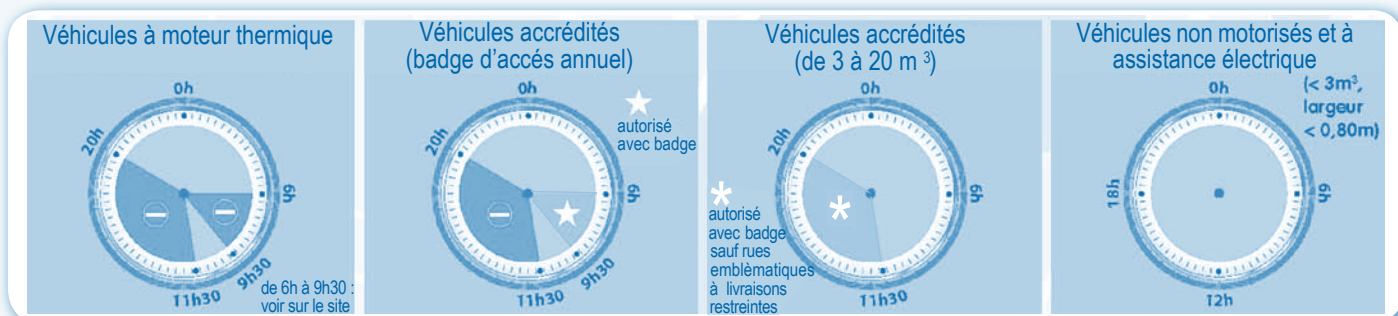 Véhicules à moteur thermique
0h
20h
6h
9h30
11h30
de 6h à 9h30 :
voir sur le site
Véhicules accrédités
(badge d'accés annuel)
0h
autorisé
avec badge
20h
6h
9h30
11h30
Véhicules accrédités
(de 3 à 20 m ³)
0h
20h
6h
11h30
autorisé
avec badge
sauf rues
emblèmatiques
à livraisons
restreintes
Véhicules non motorisés et à
assistance électrique
(< 3m³,
largeur
< 0,80m)
0h
18h
6h
12h